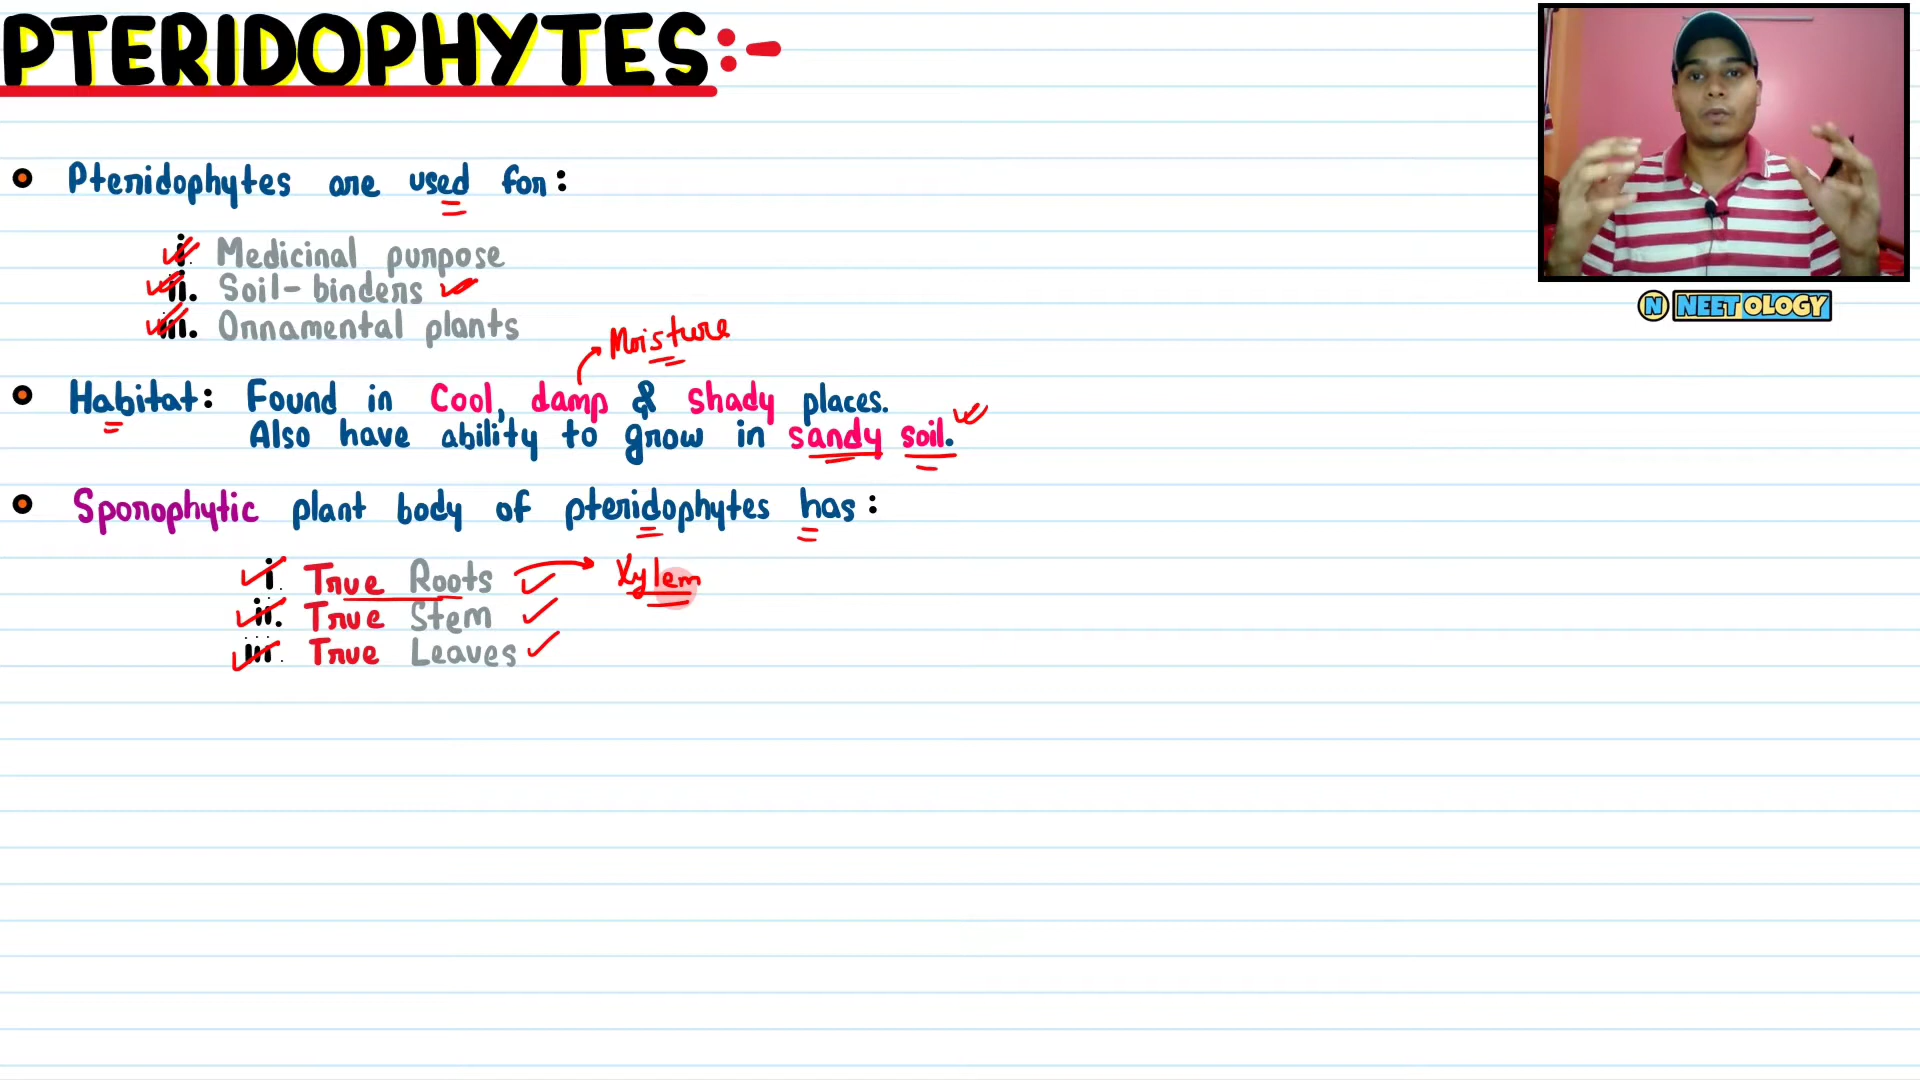 PTERIDOPHYTES:-
• Pteridophytes are used for:
i. Medicinal purpose
ii. Soil-binders
iii. Ornamental plants
Moisture
• Habitat: Found in Cool, damp & shady places.
Also have ability to grow in sandy soil.
• Sporophytic plant body of pteridophytes has:
i. True Roots
Xylem
ii. True Stem
iii. True Leaves
N NEETOLOGY